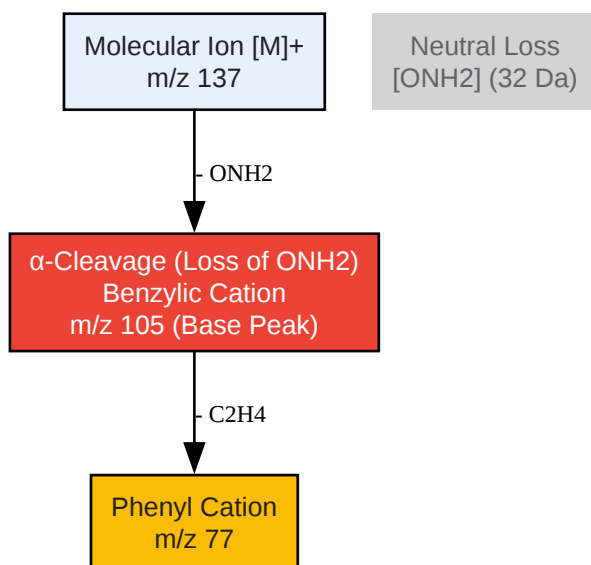 Molecular Ion [M]+
m/z 137
Neutral Loss
[ONH2] (32 Da)
- ONH2
α-Cleavage (Loss of ONH2)
Benzylic Cation
m/z 105 (Base Peak)
- C2H4
Phenyl Cation
m/z 77